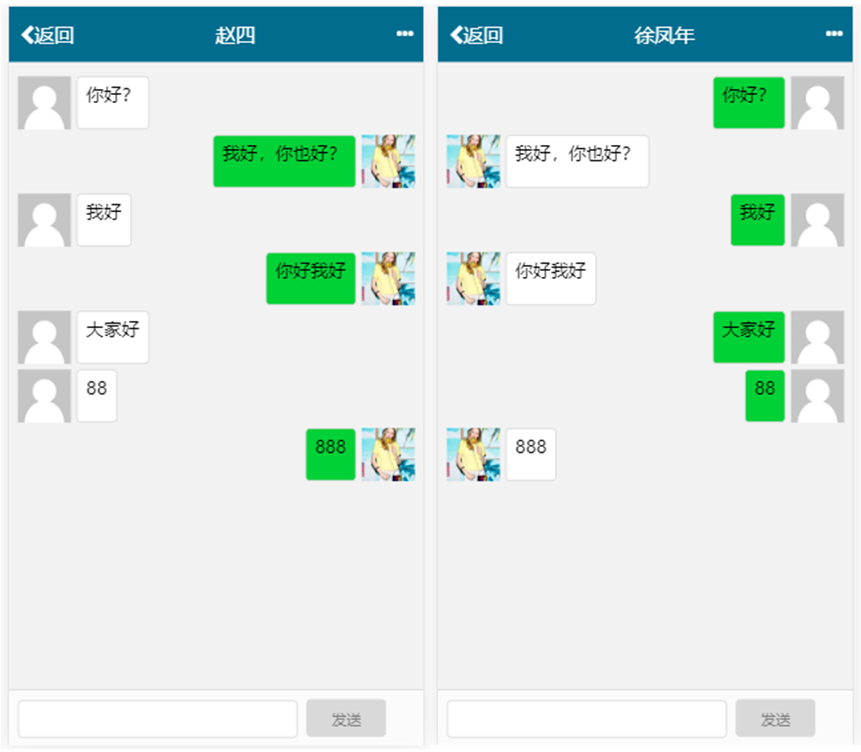 返回 赵四
你好？
我好，你也好？
我好
你好我好
大家好
88
888
发送
返回 徐凤年
你好？
我好，你也好？
我好
你好我好
大家好
88
888
发送